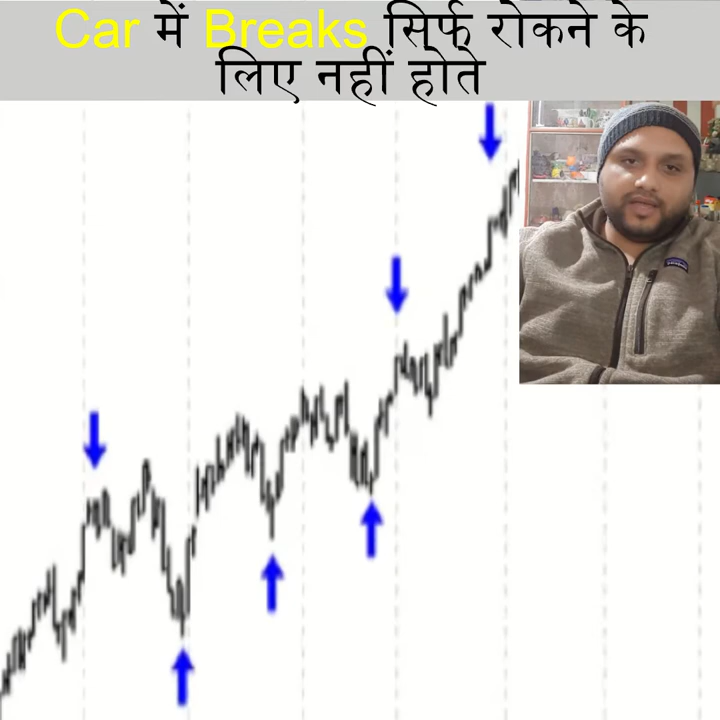 Car में Breaks सिर्फ रोकने के
लिए नहीं होते